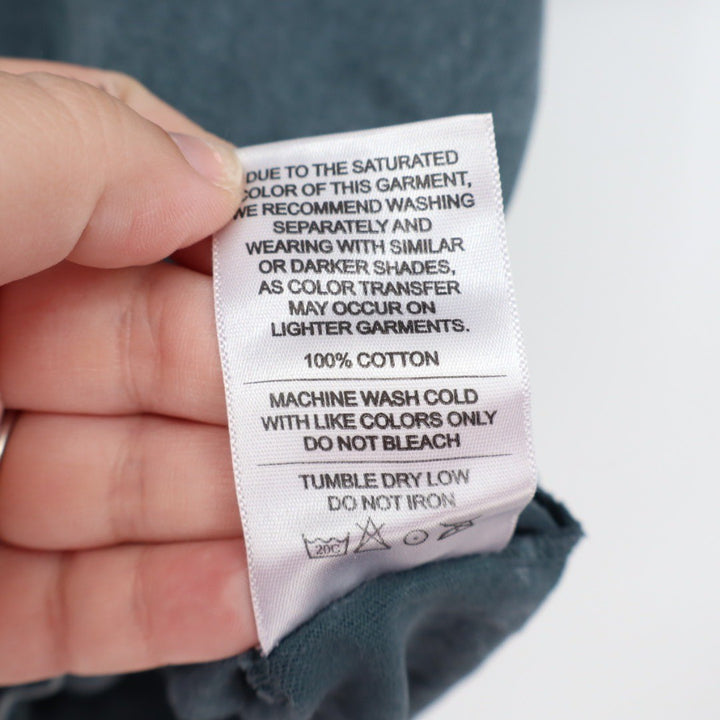 DUE TO THE SATURATED
COLOR OF THIS GARMENT,
WE RECOMMEND WASHING
SEPARATELY AND
WEARING WITH SIMILAR
OR DARKER SHADES,
AS COLOR TRANSFER
MAY OCCUR ON
LIGHTER GARMENTS.
100% COTTON
MACHINE WASH COLD
WITH LIKE COLORS ONLY
DO NOT BLEACH
TUMBLE DRY LOW
DO NOT IRON
20C